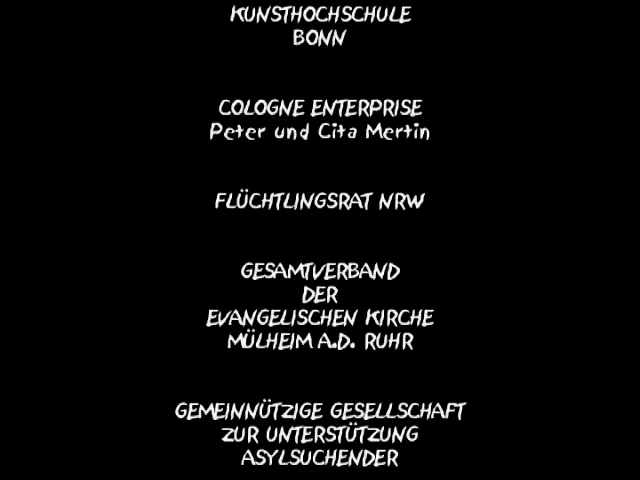 KUNSTHOCHSCHULE
BONN
COLOGNE ENTERPRISE
Peter und Cita Mertin
FLÜCHTLINGSRAT NRW
GESAMTVERBAND
DER
EVANGELISCHEN KIRCHE
MÜLHEIM A.D. RUHR
GEMEINNÜTZIGE GESELLSCHAFT
ZUR UNTERSTÜTZUNG
ASYLSUCHENDER